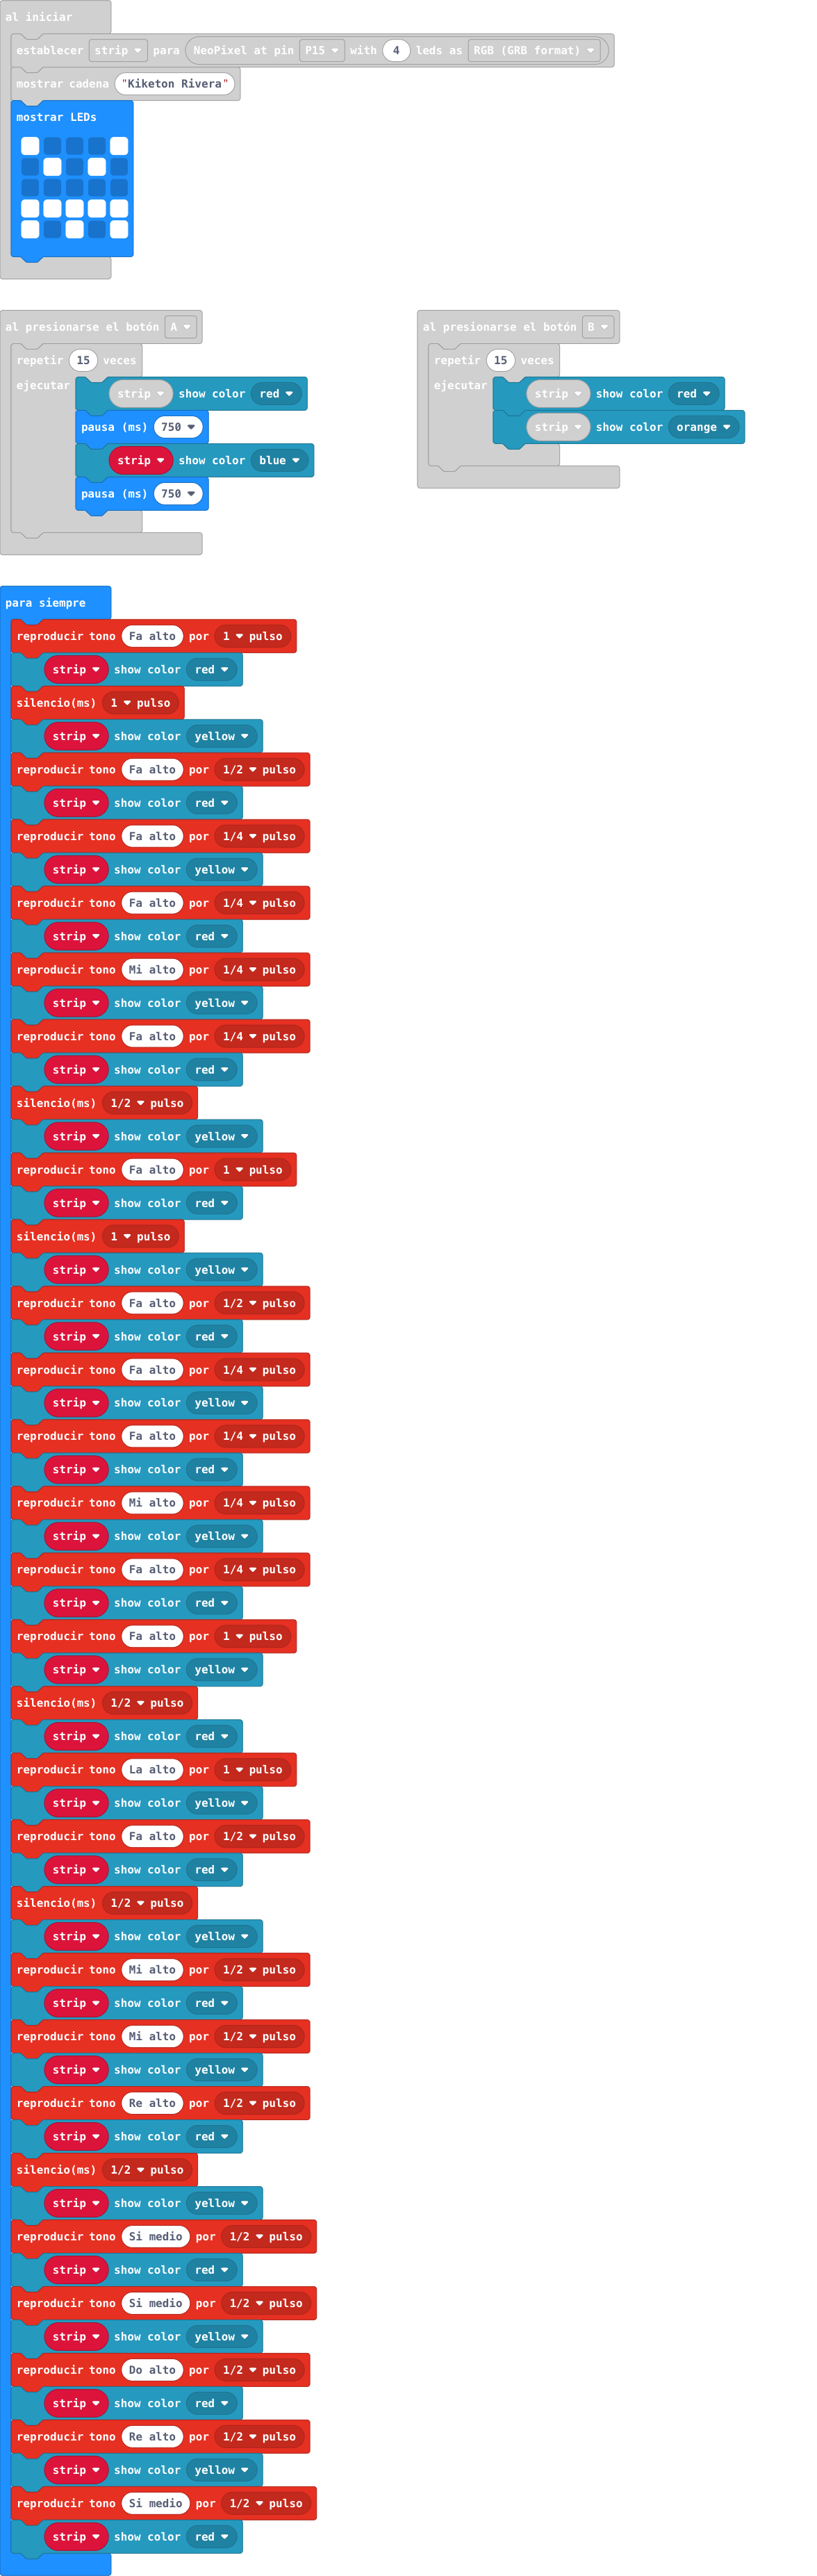 al iniciar
establecer strip para NeoPixel at pin P15 with 4 leds as RGB (GRB format)
mostrar cadena "Kiketon Rivera"
mostrar LEDs
al presionarse el botón A
repetir 15 veces
ejecutar
strip show color red
pausa (ms) 750
strip show color blue
pausa (ms) 750
al presionarse el botón B
repetir 15 veces
ejecutar
strip show color red
strip show color orange
para siempre
reproducir tono Fa alto por 1 pulso
strip show color red
silencio(ms) 1 pulso
strip show color yellow
reproducir tono Fa alto por 1/2 pulso
strip show color red
reproducir tono Fa alto por 1/4 pulso
strip show color yellow
reproducir tono Fa alto por 1/4 pulso
strip show color red
reproducir tono Mi alto por 1/4 pulso
strip show color yellow
reproducir tono Fa alto por 1/4 pulso
strip show color red
silencio(ms) 1/2 pulso
strip show color yellow
reproducir tono Fa alto por 1 pulso
strip show color red
silencio(ms) 1 pulso
strip show color yellow
reproducir tono Fa alto por 1/2 pulso
strip show color red
reproducir tono Fa alto por 1/4 pulso
strip show color yellow
reproducir tono Fa alto por 1/4 pulso
strip show color red
reproducir tono Mi alto por 1/4 pulso
strip show color yellow
reproducir tono Fa alto por 1/4 pulso
strip show color red
reproducir tono Fa alto por 1 pulso
strip show color yellow
silencio(ms) 1/2 pulso
strip show color red
reproducir tono La alto por 1 pulso
strip show color yellow
reproducir tono Fa alto por 1/2 pulso
strip show color red
silencio(ms) 1/2 pulso
strip show color yellow
reproducir tono Mi alto por 1/2 pulso
strip show color red
reproducir tono Mi alto por 1/2 pulso
strip show color yellow
reproducir tono Re alto por 1/2 pulso
strip show color red
silencio(ms) 1/2 pulso
strip show color yellow
reproducir tono Si medio por 1/2 pulso
strip show color red
reproducir tono Si medio por 1/2 pulso
strip show color yellow
reproducir tono Do alto por 1/2 pulso
strip show color red
reproducir tono Re alto por 1/2 pulso
strip show color yellow
reproducir tono Si medio por 1/2 pulso
strip show color red